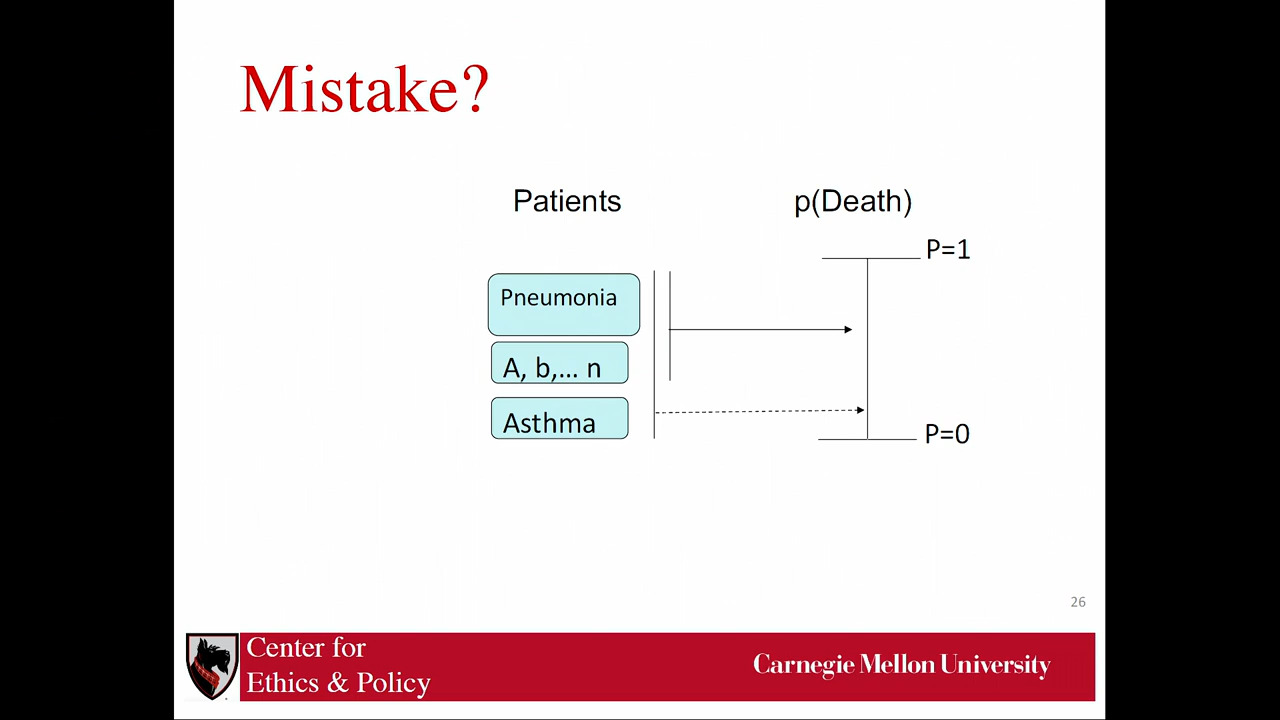 Mistake?
Patients
p(Death)
P=1
Pneumonia
A, b,... n
Asthma
P=0
26
Center for
Ethics & Policy
Carnegie Mellon University